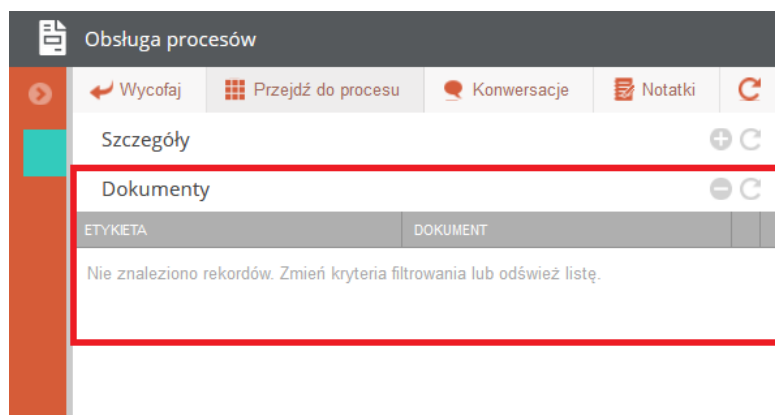 Obsługa procesów
Wycofaj Przejdź do procesu Konwersacje Notatki
Szczegóły
Dokumenty
ETYKIETA DOKUMENT
Nie znaleziono rekordów. Zmień kryteria filtrowania lub odśwież listę.